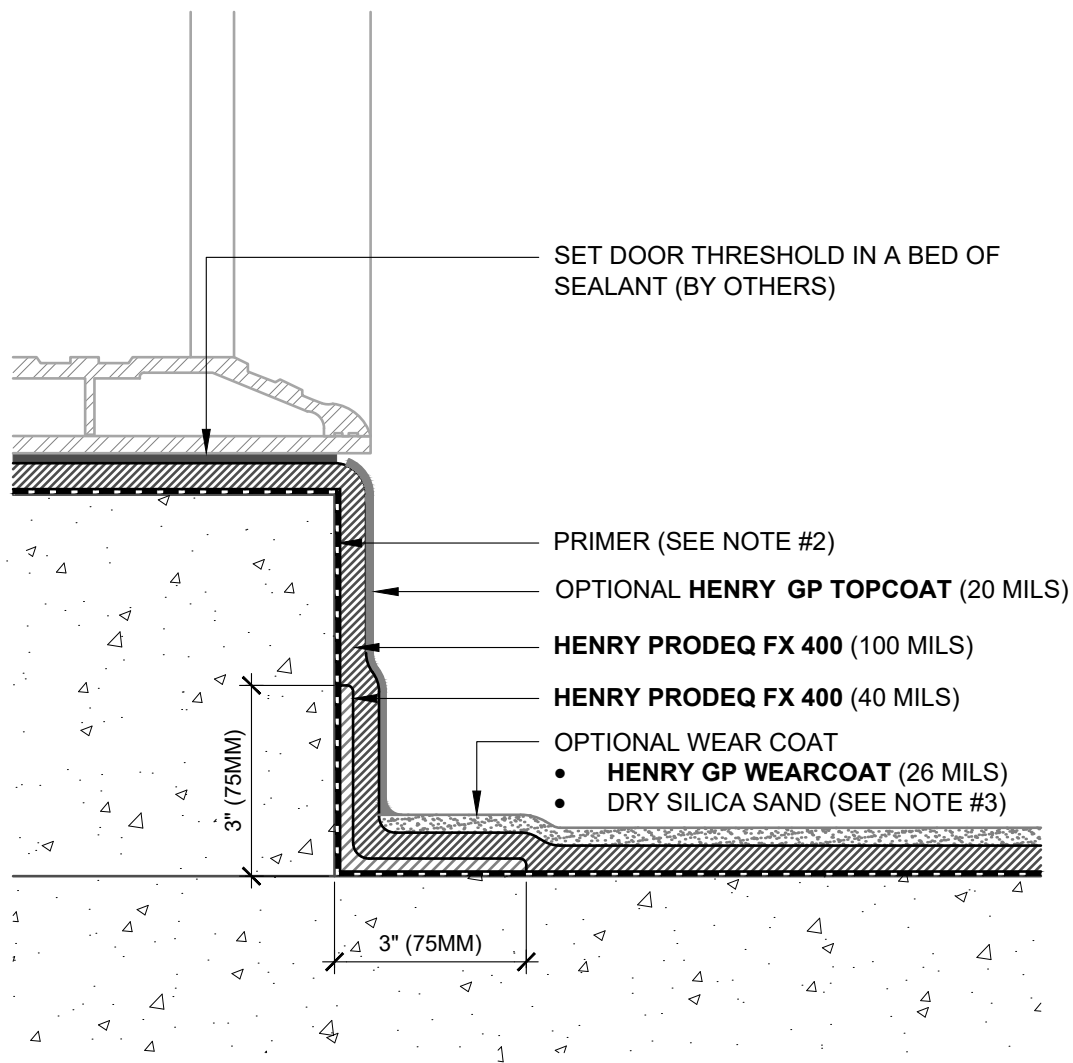 SET DOOR THRESHOLD IN A BED OF
SEALANT (BY OTHERS)
PRIMER (SEE NOTE #2)
OPTIONAL HENRY GP TOPCOAT (20 MILS)
HENRY PRODEQ FX 400 (100 MILS)
HENRY PRODEQ FX 400 (40 MILS)
OPTIONAL WEAR COAT
• HENRY GP WEARCOAT (26 MILS)
• DRY SILICA SAND (SEE NOTE #3)
3" (75MM)
3" (75MM)